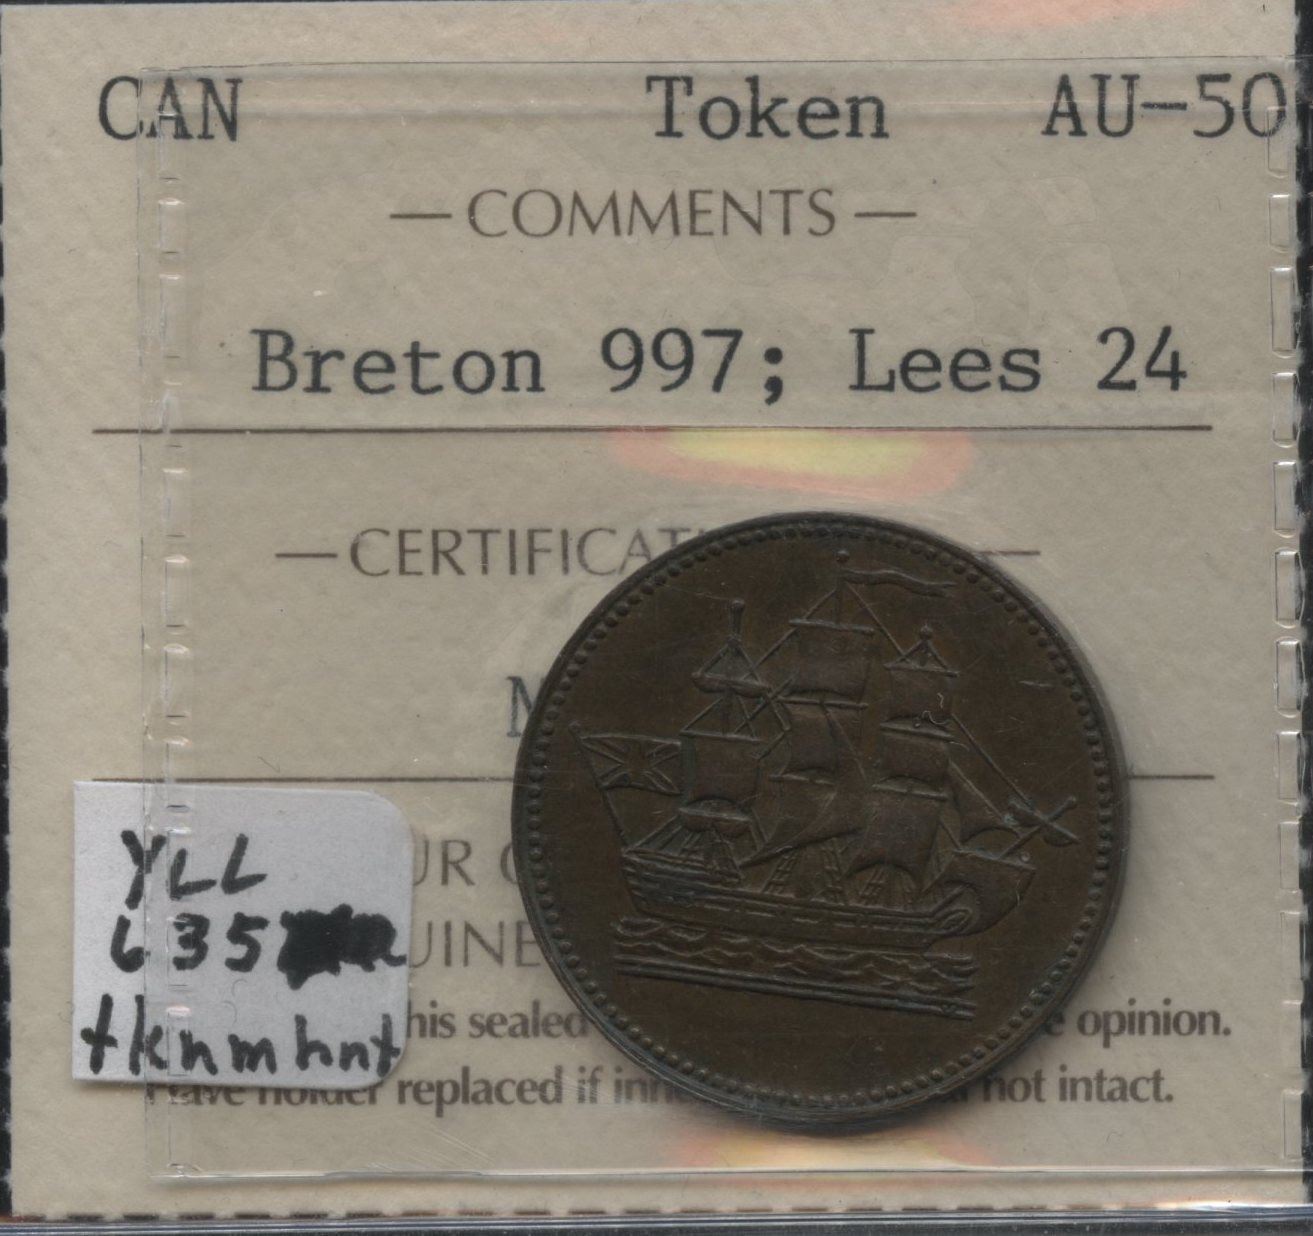 CAN Token AU-50
—COMMENTS—
Breton 997; Lees 24
—CERTIFICAT —
YLL
635
UR
UINE
tknmhnt
his sealed opinion.
Have holder replaced if inn not intact.